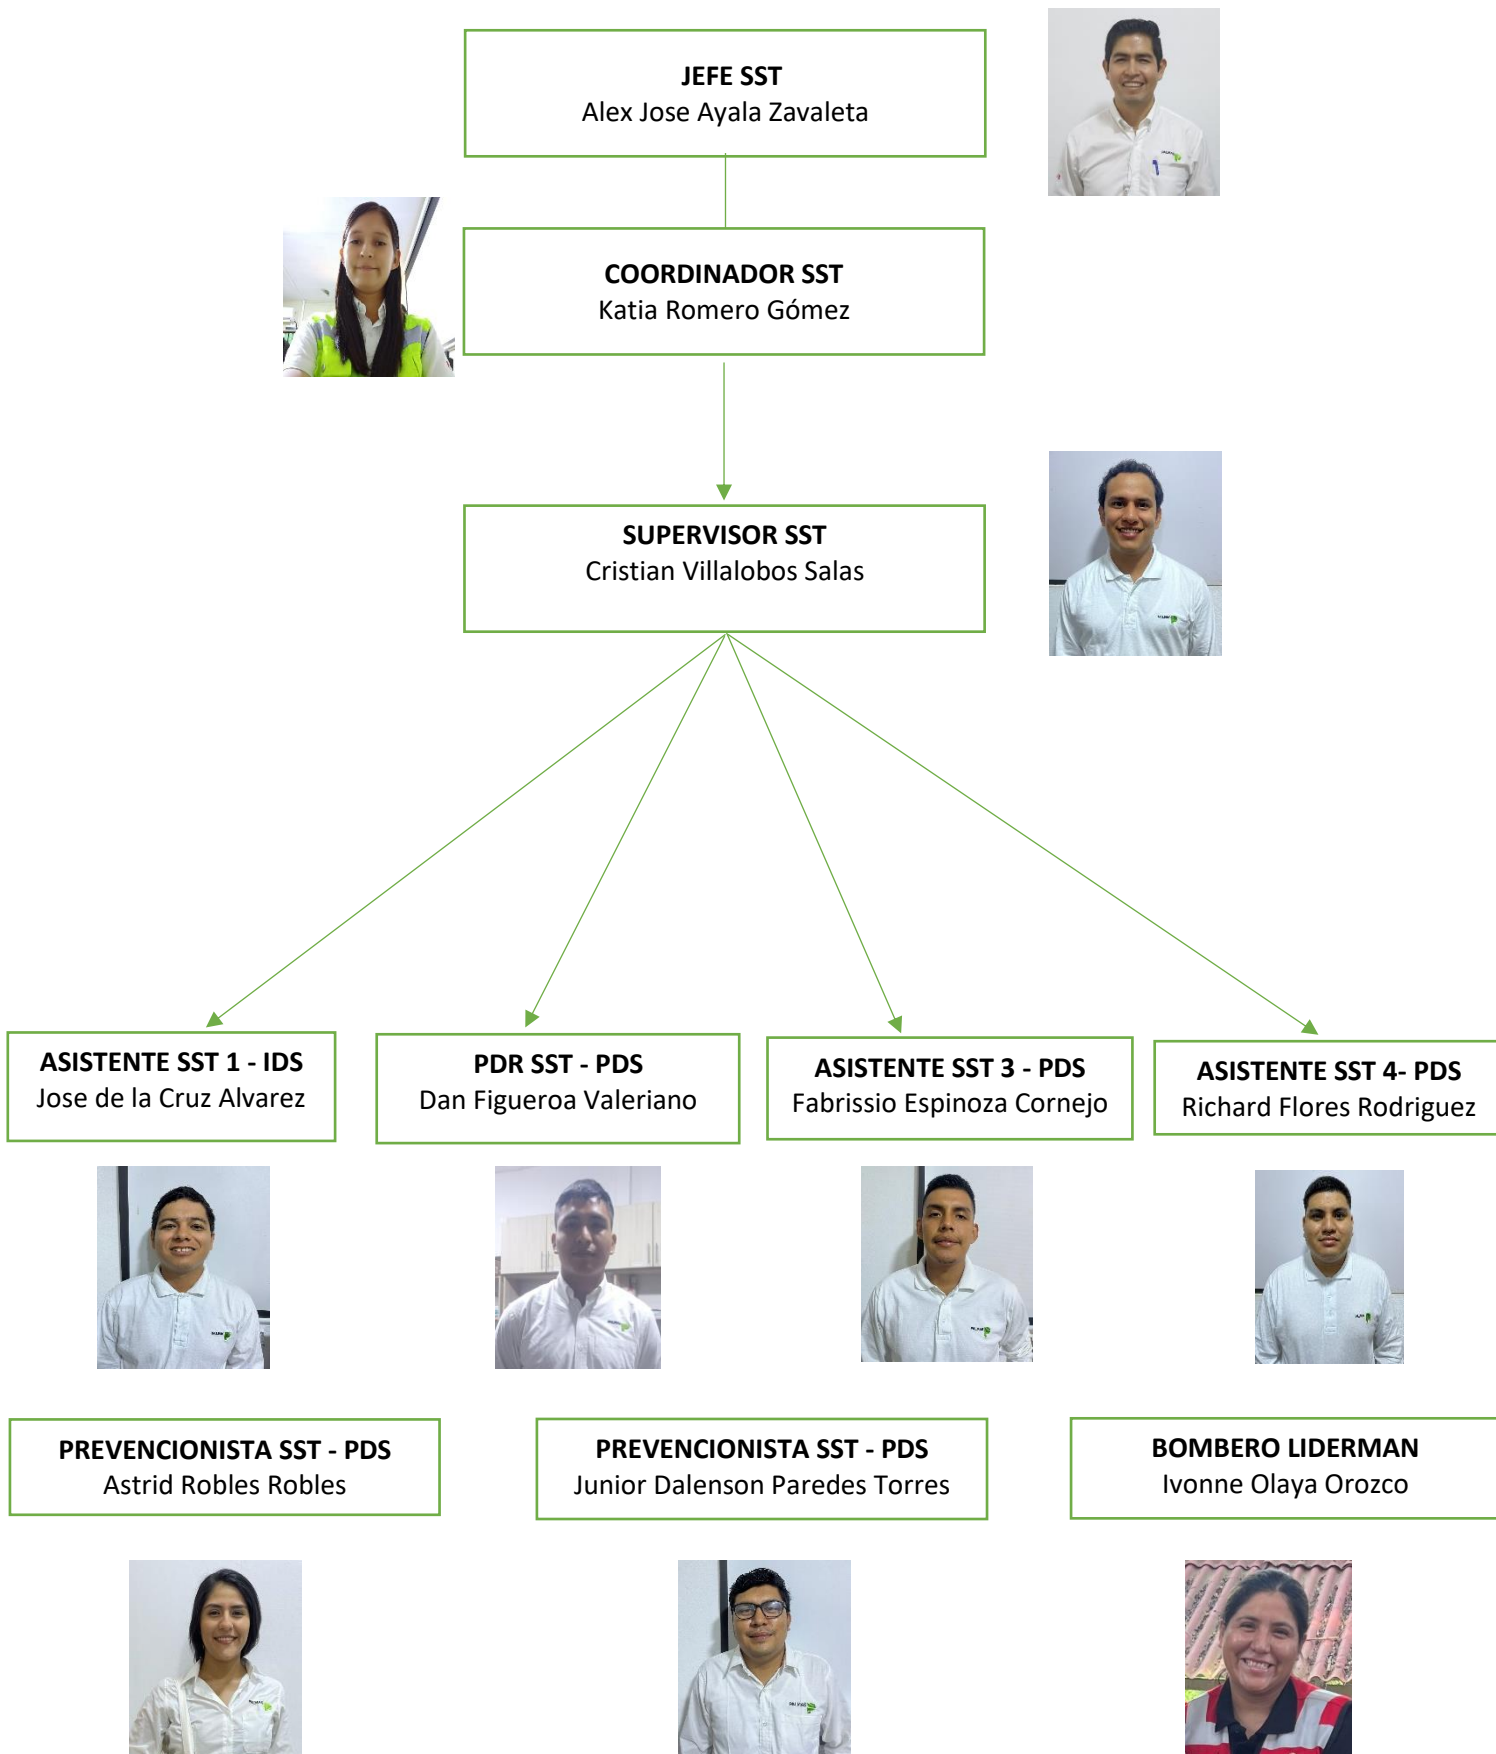 JEFE SST
Alex Jose Ayala Zavaleta
COORDINADOR SST
Katia Romero Gómez
SUPERVISOR SST
Cristian Villalobos Salas
ASISTENTE SST 1 - IDS
Jose de la Cruz Alvarez
PDR SST - PDS
Dan Figueroa Valeriano
ASISTENTE SST 3 - PDS
Fabrissio Espinoza Cornejo
ASISTENTE SST 4- PDS
Richard Flores Rodriguez
PREVENCIONISTA SST - PDS
Astrid Robles Robles
PREVENCIONISTA SST - PDS
Junior Dalenson Paredes Torres
BOMBERO LIDERMAN
Ivonne Olaya Orozco